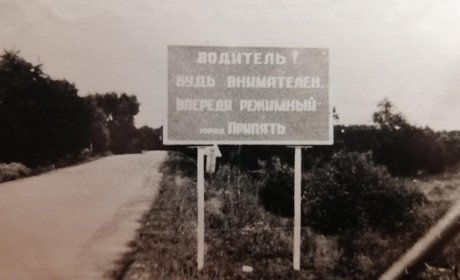 ВОДИТЕЛЬ!
БУДЬ ВНИМАТЕЛЕН
ВПЕРЕДИ РЕЖИМНЫЙ
ГОРОД ПРИПЯТЬ